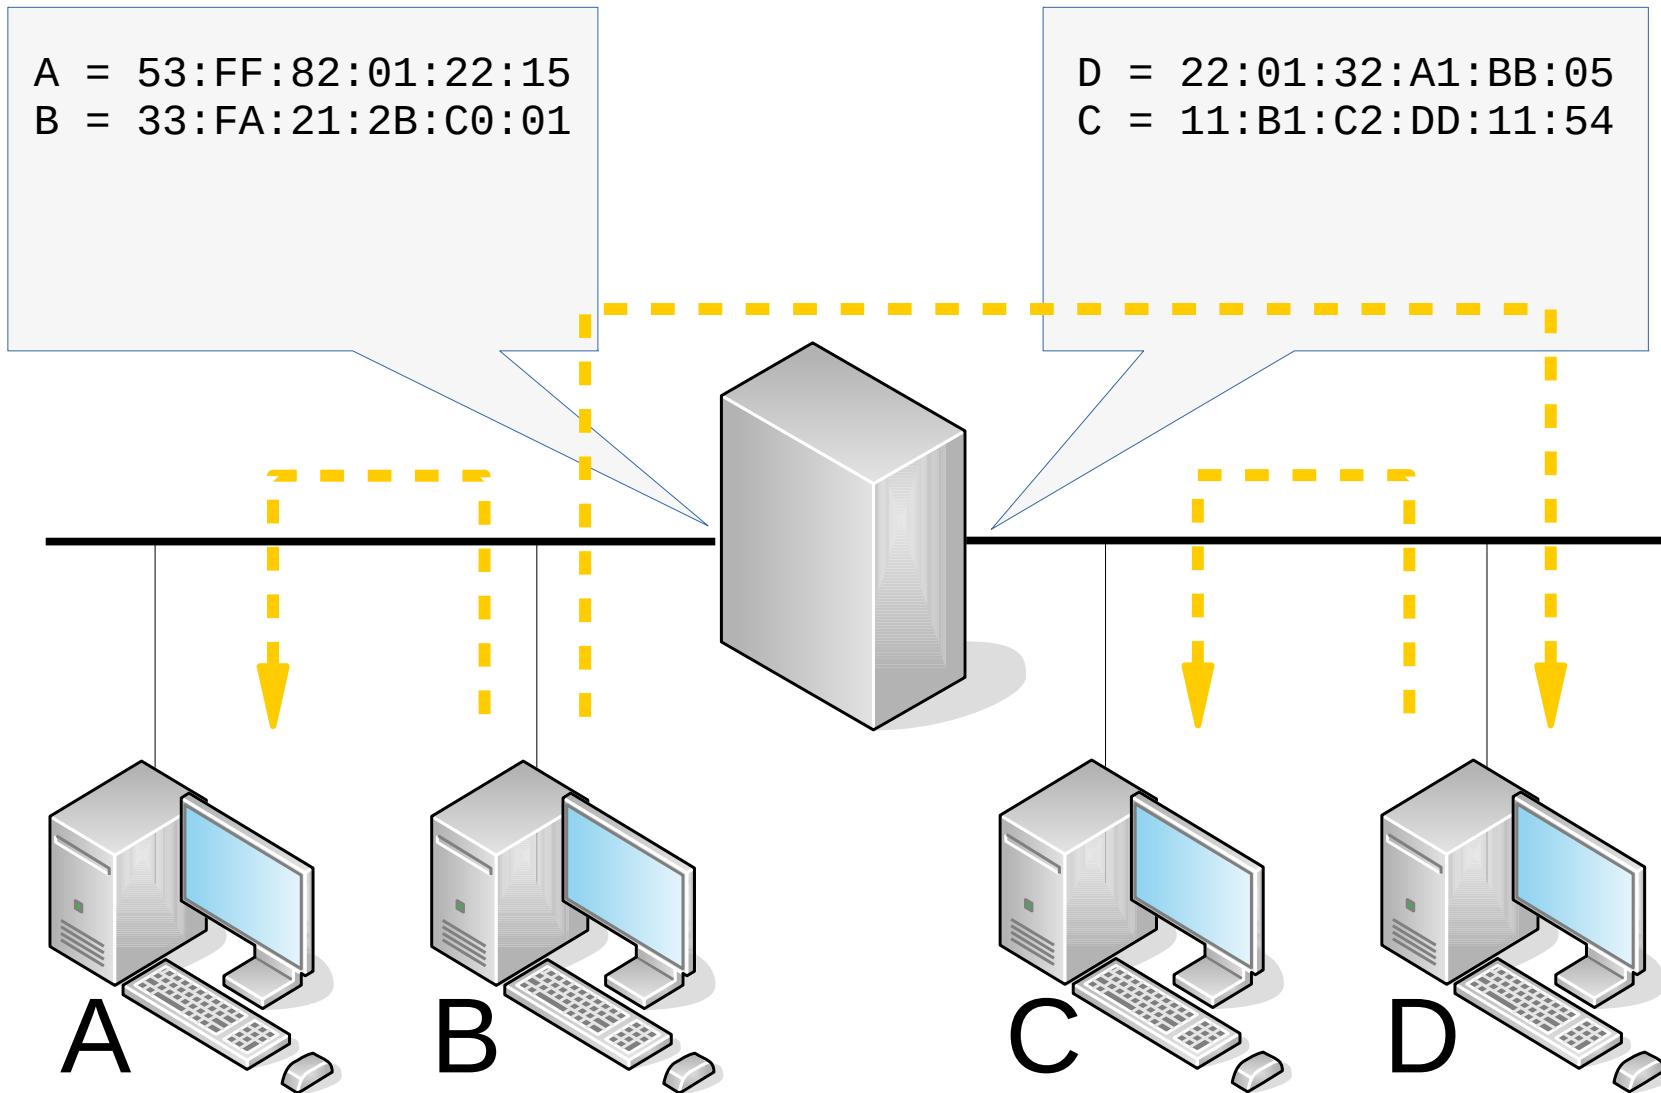 A = 53:FF:82:01:22:15
B = 33:FA:21:2B:C0:01
D = 22:01:32:A1:BB:05
C = 11:B1:C2:DD:11:54
A
B
C
D